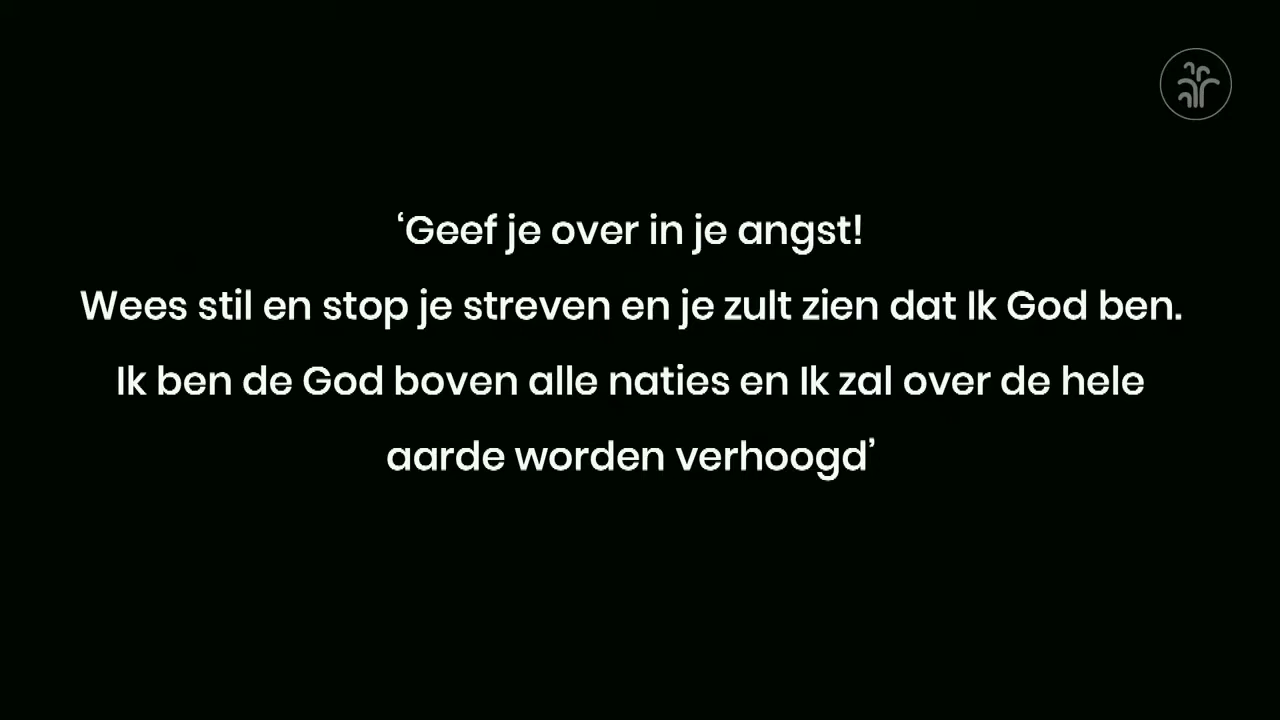 ‘Geef je over in je angst!
Wees stil en stop je streven en je zult zien dat Ik God ben.
Ik ben de God boven alle naties en Ik zal over de hele
aarde worden verhoogd’